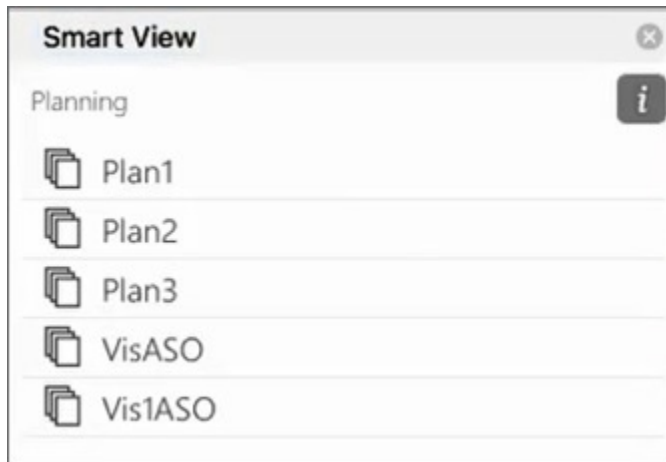 Smart View
Planning
i
Plan1
Plan2
Plan3
VisASO
Vis1ASO